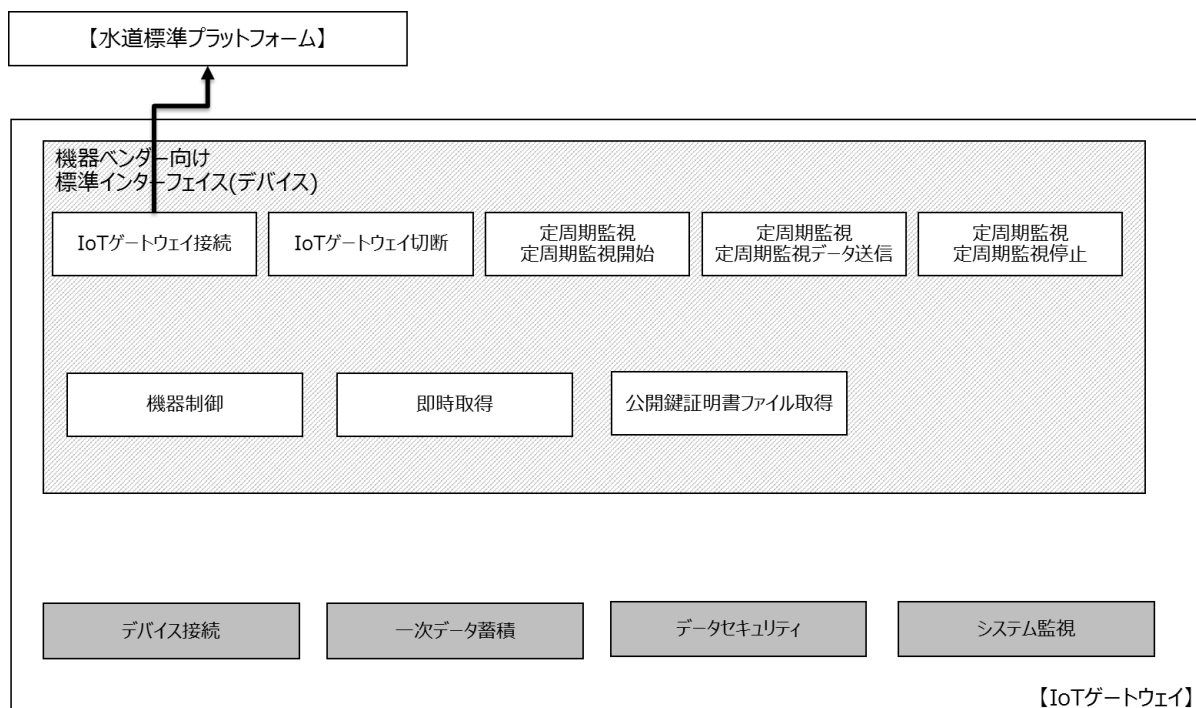 【水道標準プラットフォーム】
機器ベンダー向け
標準インターフェイス(デバイス)
IoTゲートウェイ接続
IoTゲートウェイ切断
定周期監視
定周期監視開始
定周期監視
定周期監視データ送信
定周期監視
定周期監視停止
機器制御
即時取得
公開鍵証明書ファイル取得
デバイス接続
一次データ蓄積
データセキュリティ
システム監視
【IoTゲートウェイ】